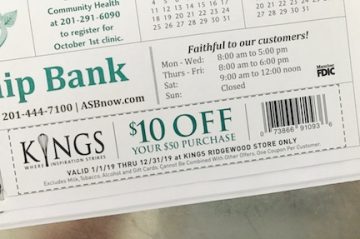 Community Health
at 201-291-6090
to register for
October 1st clinic.
ip Bank
201-444-7100 | ASBnow.com
Faithful to our customers!
Mon - Wed: 8:00 am to 5:00 pm
Thurs - Fri: 8:00 am to 6:00 pm
Sat: 9:00 am to 12:00 noon
Sun: Closed
Member
FDIC
KINGS
WHERE INSPIRATION STRIKES
$10 OFF
YOUR $50 PURCHASE
0 73866 91093 6
VALID 1/1/19 THRU 12/31/19 at KINGS RIDGEWOOD STORE ONLY
Excludes Milk, Tobacco, Alcohol and Gift Cards. Cannot Be Combined With Other Offers. One Coupon Per Customer.